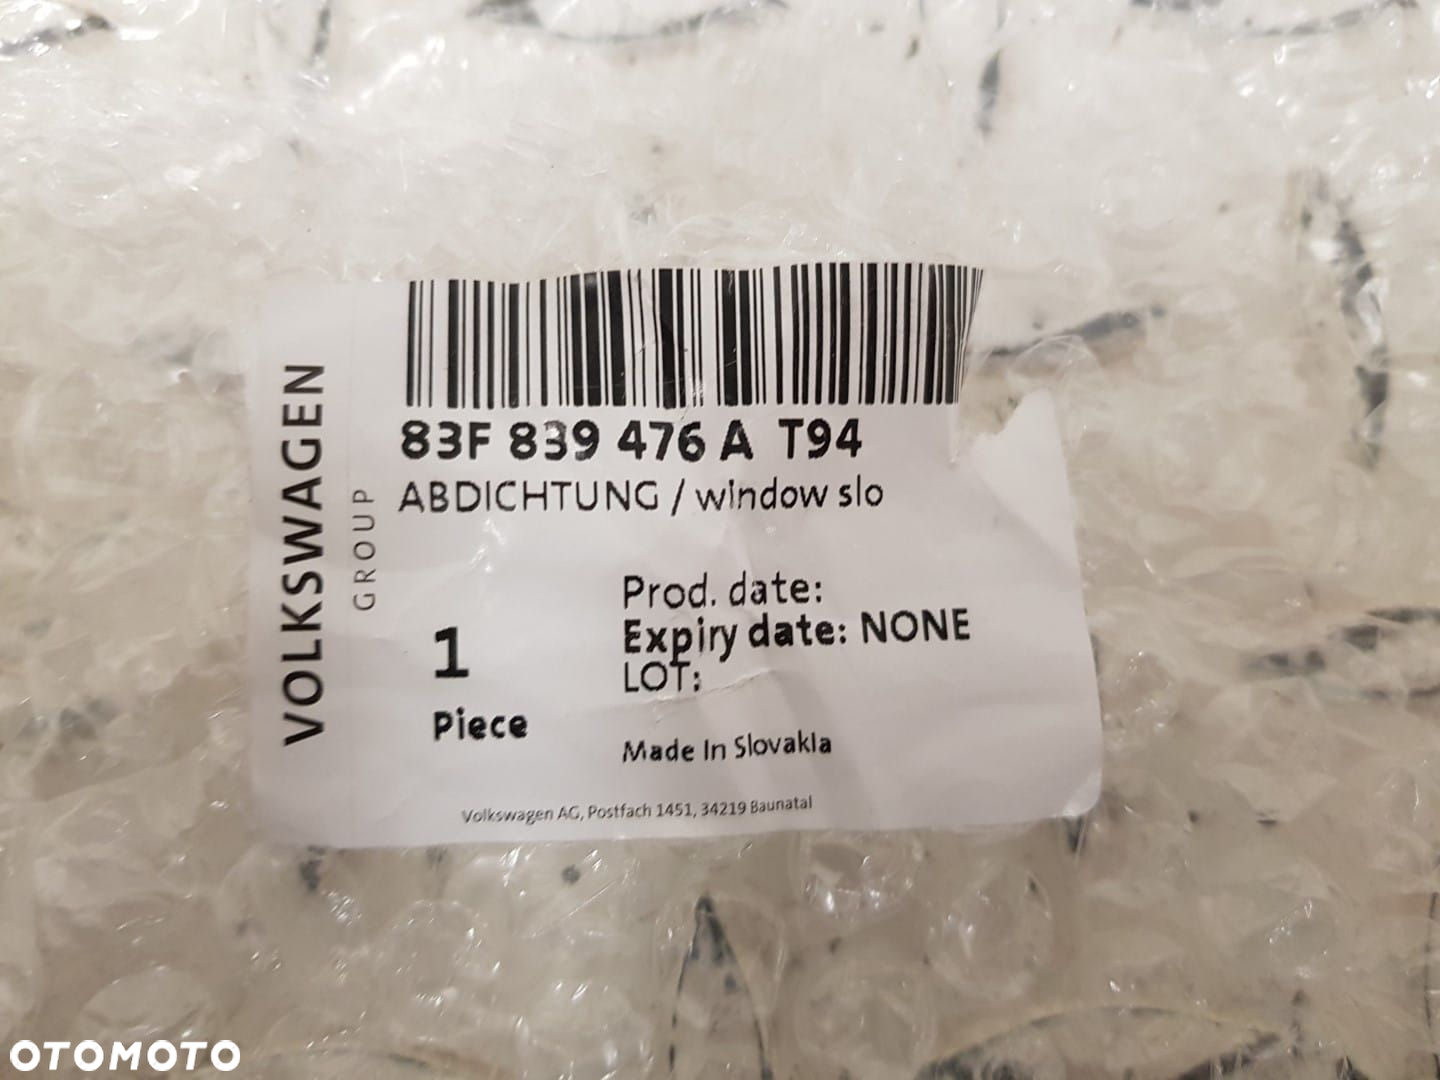 VOLKSWAGEN
GROUP
83F 839 476 A T94
ABDICHTUNG / window slo
1
Piece
Prod. date:
Expiry date: NONE
LOT:
Made In Slovakia
Volkswagen AG, Postfach 1451, 34219 Baunatal
OTOMOTO